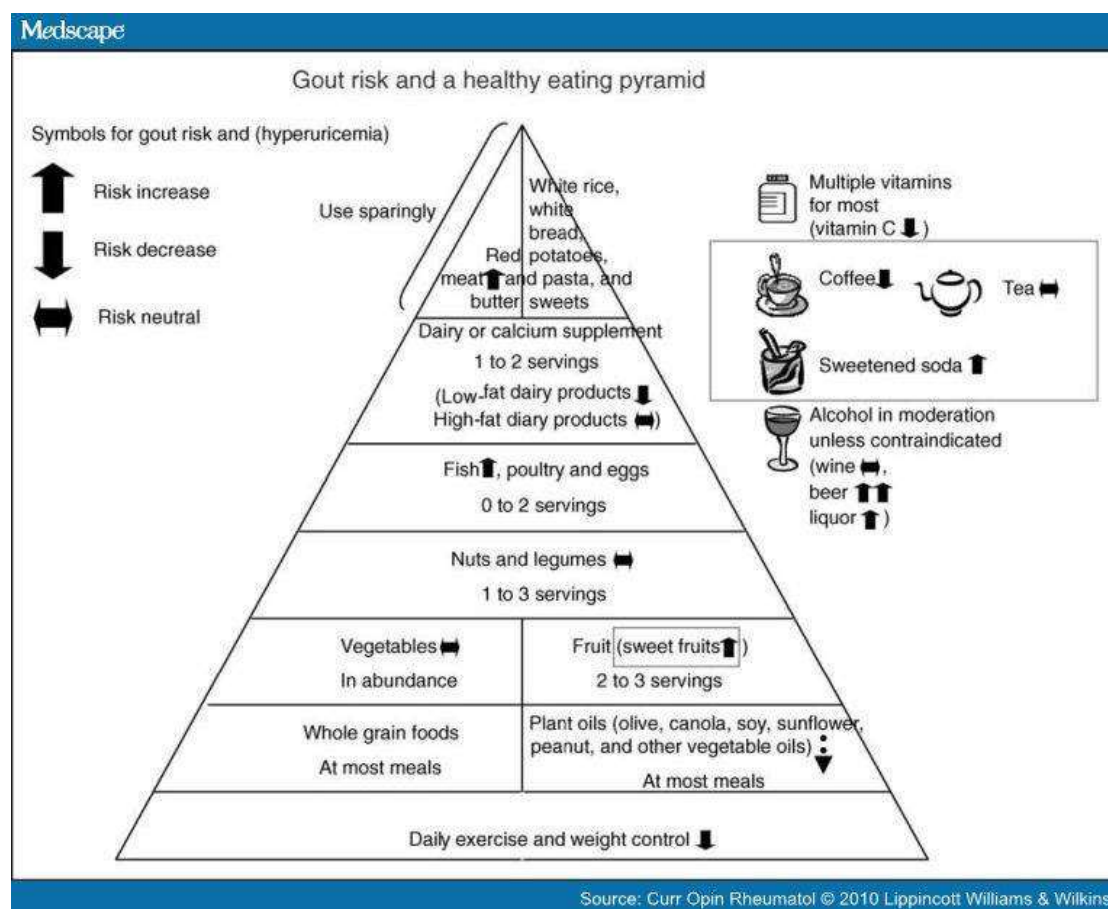 Medscape
Gout risk and a healthy eating pyramid
Symbols for gout risk and (hyperuricemia)
Risk increase
Risk decrease
Risk neutral
Use sparingly
Red
meat and
butter
White rice,
white
bread,
potatoes,
pasta, and
sweets
Dairy or calcium supplement
1 to 2 servings
(Low-fat dairy products
High-fat diary products )
Fish , poultry and eggs
0 to 2 servings
Nuts and legumes
1 to 3 servings
Vegetables
In abundance
Fruit (sweet fruits )
2 to 3 servings
Whole grain foods
At most meals
Plant oils (olive, canola, soy, sunflower,
peanut, and other vegetable oils)
At most meals
Daily exercise and weight control
Multiple vitamins
for most
(vitamin C )
Coffee
Tea
Sweetened soda
Alcohol in moderation
unless contraindicated
(wine ,
beer
liquor )
Source: Curr Opin Rheumatol © 2010 Lippincott Williams & Wilkins